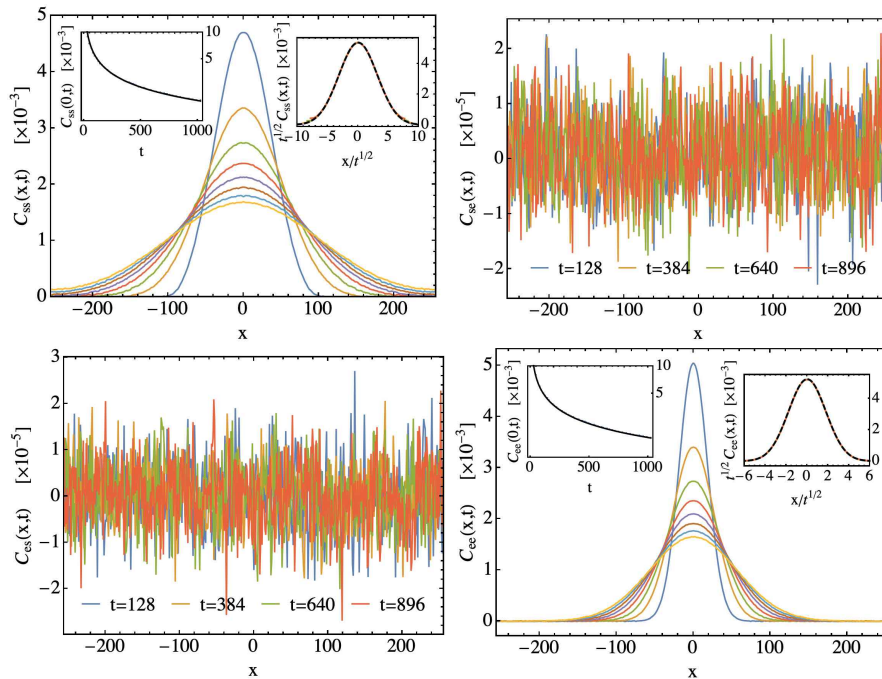 5
4
3
2
1
0
C_ss(x,t) [×10⁻³]
−200 −100 0 100 200
x
C_ss(0,t) [×10⁻³]
10
5
0 500 1000
t
t^1/2 C_ss(x,t) [×10⁻³]
4
2
0
−10 −5 0 5 10
x/t^1/2
2
1
0
−1
−2
C_se(x,t) [×10⁻⁵]
t=128 t=384 t=640 t=896
−200 −100 0 100 200
x
2
1
0
−1
−2
C_es(x,t) [×10⁻⁵]
t=128 t=384 t=640 t=896
−200 −100 0 100 200
x
5
4
3
2
1
0
C_ee(x,t) [×10⁻³]
−200 −100 0 100 200
x
C_ee(0,t) [×10⁻³]
10
5
0 500 1000
t
t^1/2 C_ee(x,t) [×10⁻³]
4
2
0
−6 −4 −2 0 2 4 6
x/t^1/2